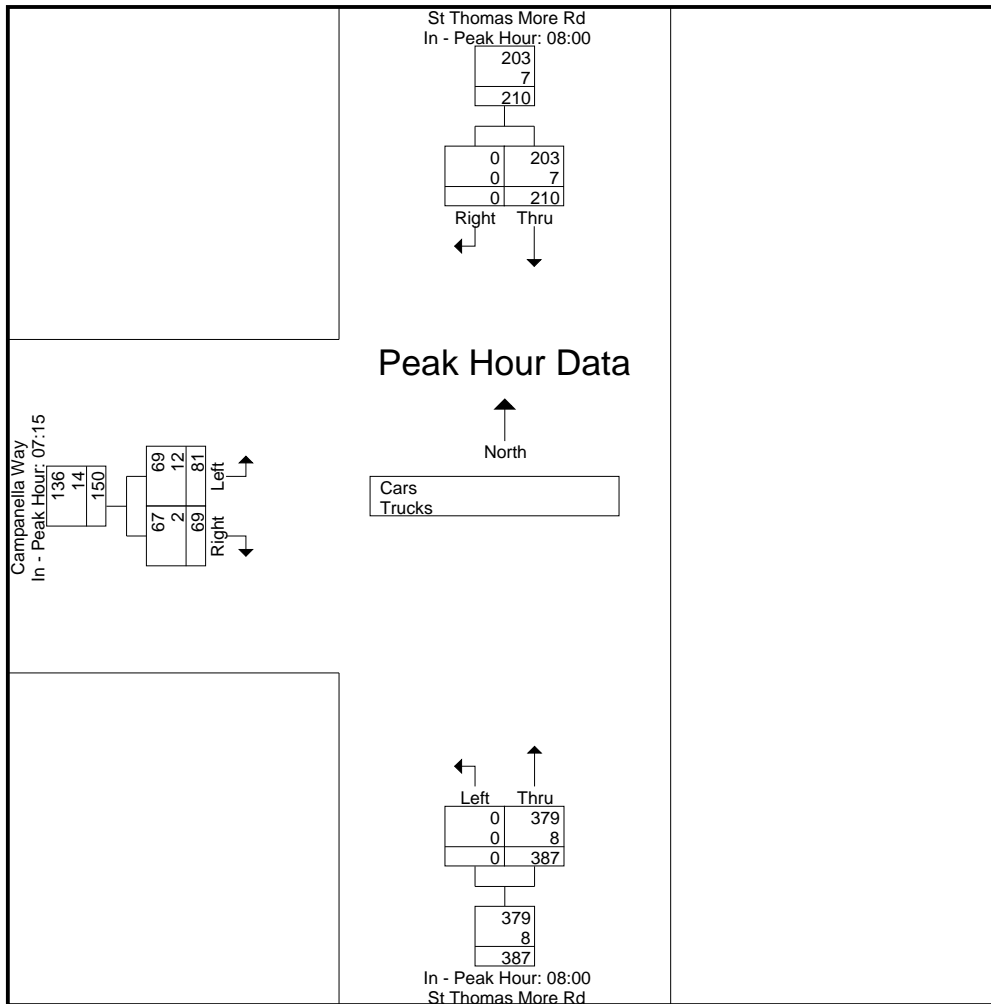 St Thomas More Rd
In - Peak Hour: 08:00
203
7
210
0 203
0 7
0 210
Right Thru
Peak Hour Data
North
Cars
Trucks
Campanella Way
In - Peak Hour: 07:15
136
14
150
69
12
81
Left
67
2
69
Right
Left Thru
0 379
0 8
0 387
379
8
387
In - Peak Hour: 08:00
St Thomas More Rd